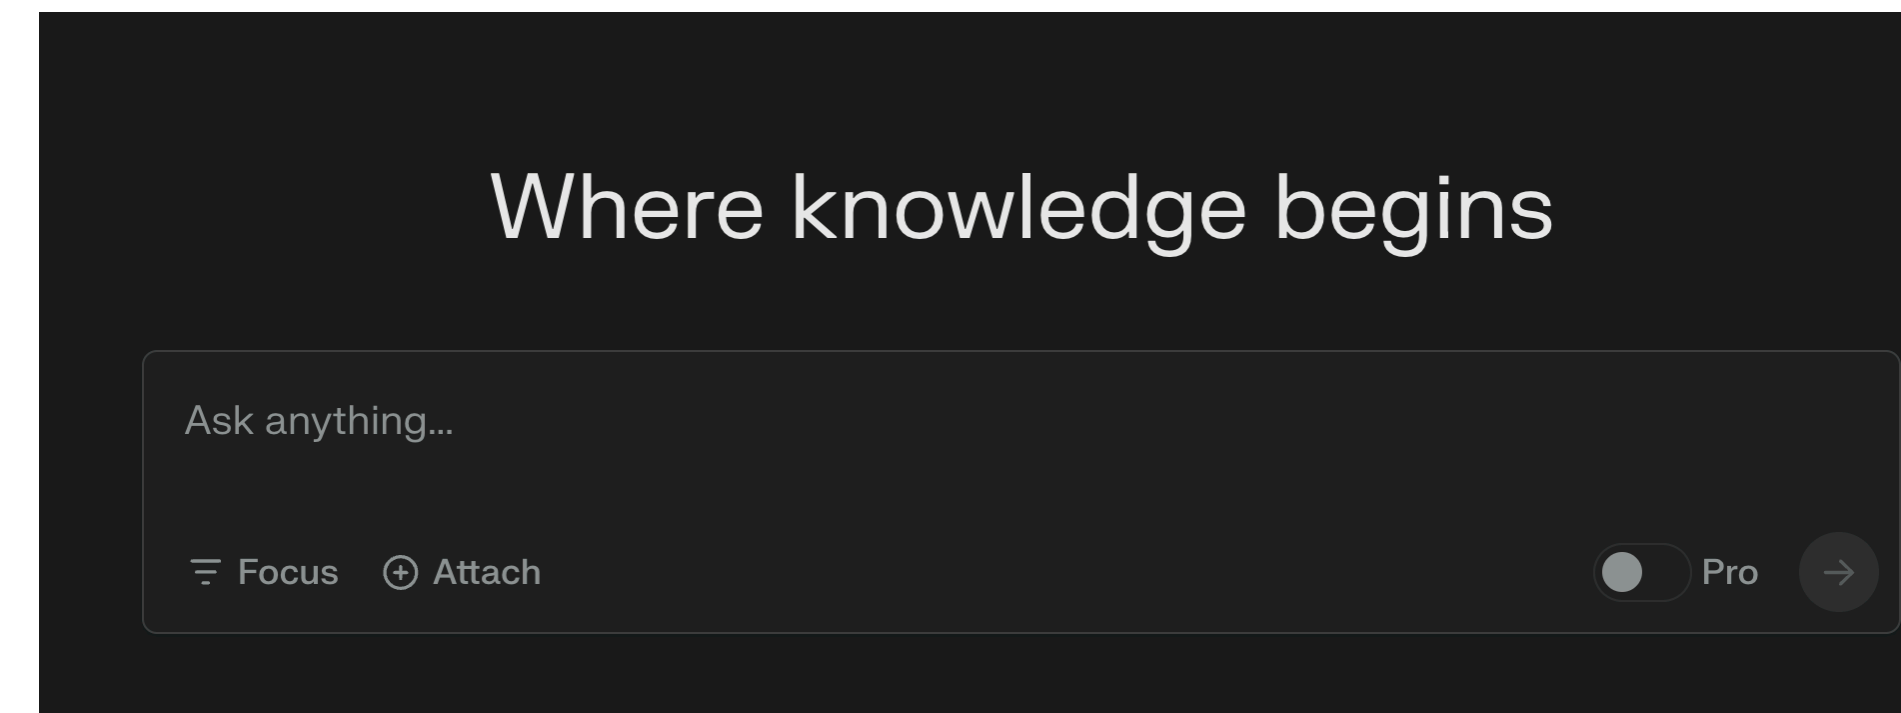 Where knowledge begins
Ask anything...
Focus Attach Pro